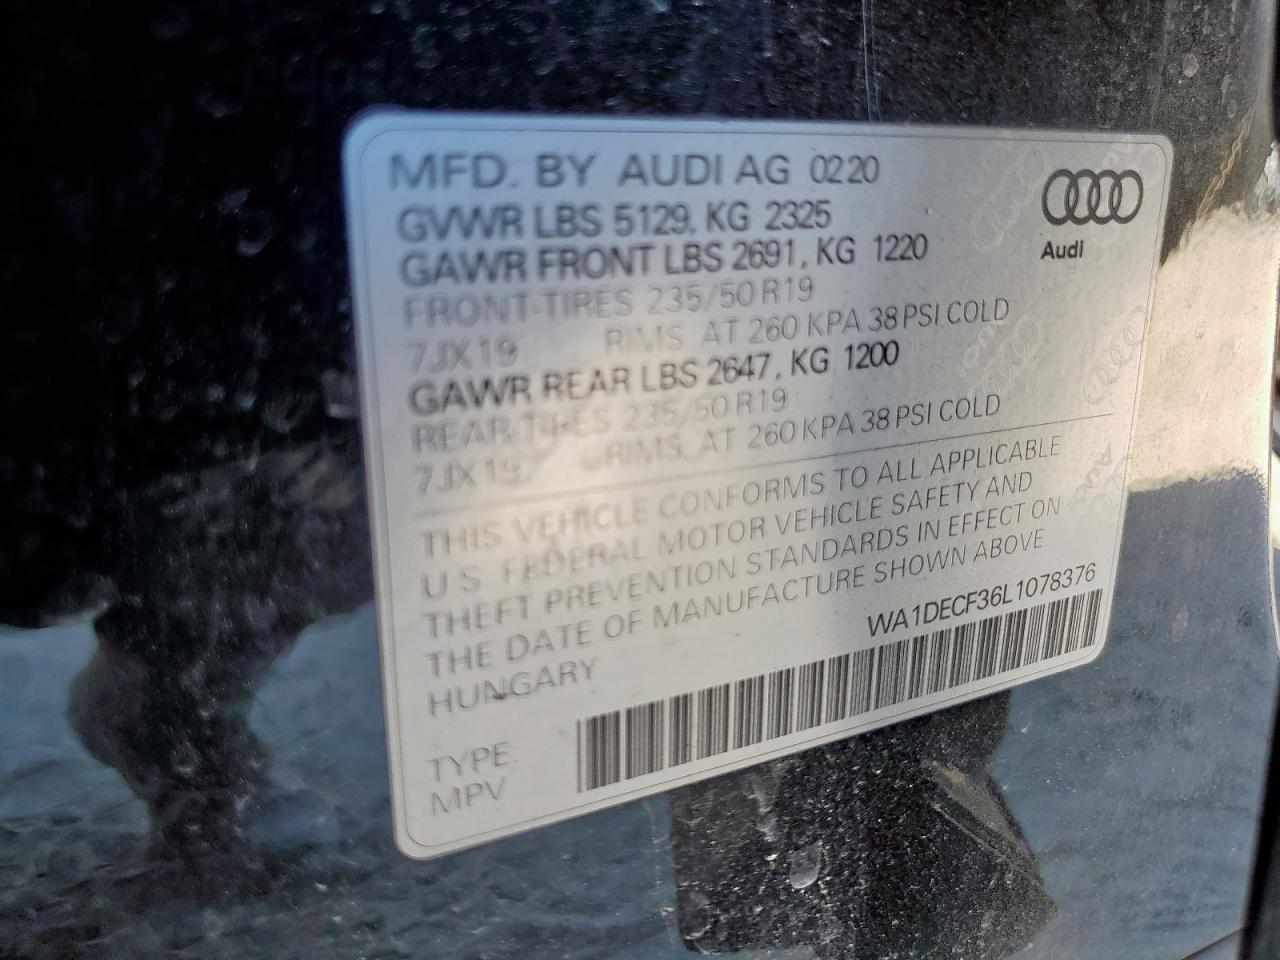 MFD. BY AUDI AG 0220
GVWR LBS 5129, KG 2325
GAWR FRONT LBS 2691, KG 1220
FRONT-TIRES 235/50 R19
7JX19 RIMS AT 260 KPA 38 PSI COLD
GAWR REAR LBS 2647, KG 1200
REAR TIRES 235/50 R19
7JX19 RIMS AT 260 KPA 38 PSI COLD
THIS VEHICLE CONFORMS TO ALL APPLICABLE
U S FEDERAL MOTOR VEHICLE SAFETY AND
THEFT PREVENTION STANDARDS IN EFFECT ON
THE DATE OF MANUFACTURE SHOWN ABOVE
HUNGARY
WA1DECF36L1078376
TYPE:
MPV
Audi